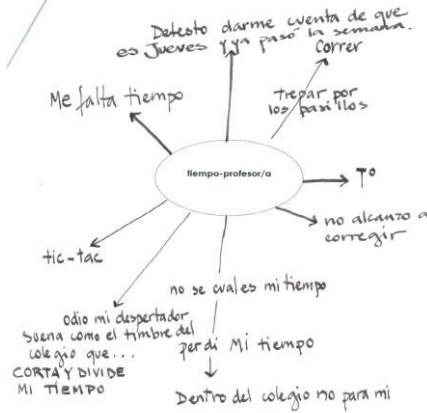 Detesto darme cuenta de que
es Jueves y ya pasó la semana.
Correr
trepar por
los pasillos
Me falta tiempo
tiempo-profesor/a
T°
no alcanzo a
corregir
tic-tac
no se cual es mi tiempo
odio mi despertador
suena como el timbre del
colegio que...
CORTA Y DIVIDE
MI TIEMPO
perdí Mi tiempo
Dentro del colegio no para mi